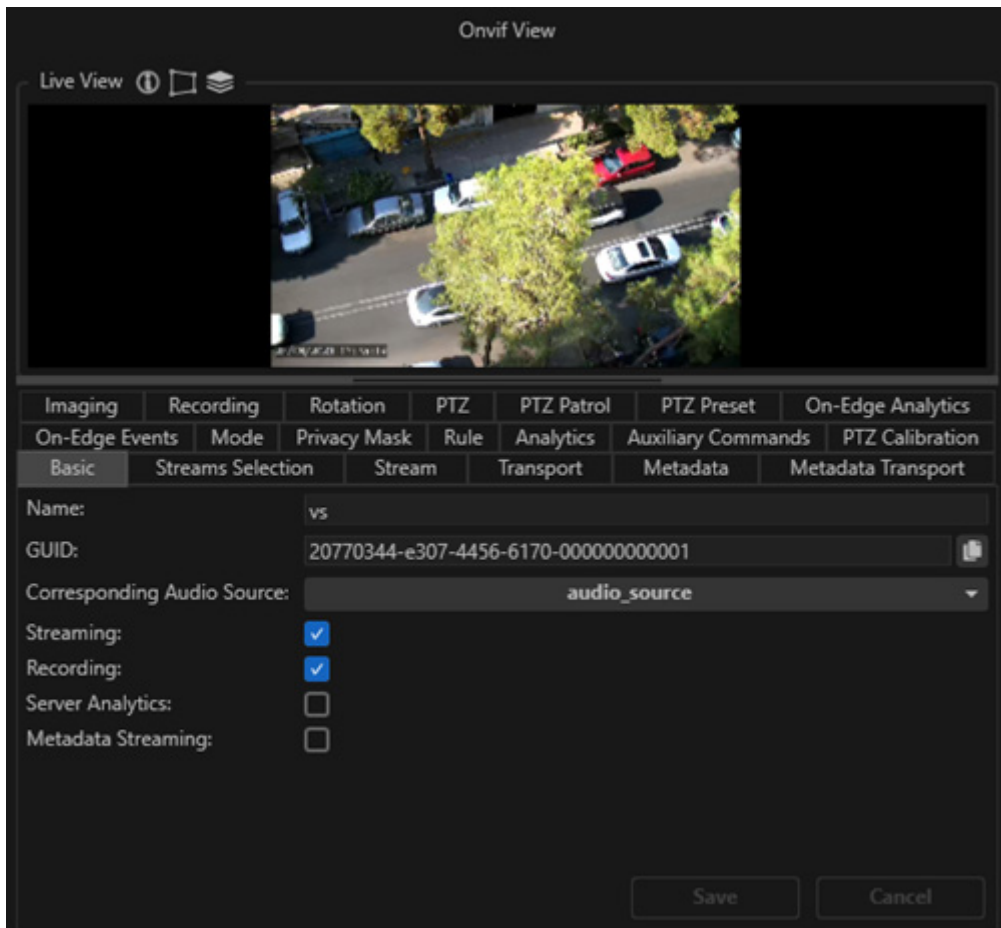 Onvif View
Live View
Imaging Recording Rotation PTZ PTZ Patrol PTZ Preset On-Edge Analytics
On-Edge Events Mode Privacy Mask Rule Analytics Auxiliary Commands PTZ Calibration
Basic Streams Selection Stream Transport Metadata Metadata Transport
Name: vs
GUID: 20770344-e307-4456-6170-000000000001
Corresponding Audio Source: audio_source
Streaming:
Recording:
Server Analytics:
Metadata Streaming:
Save Cancel